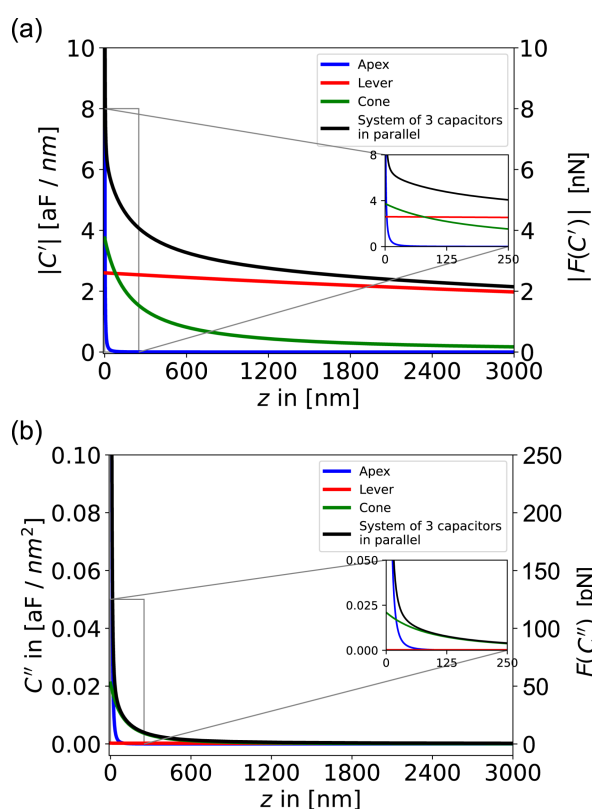 (a)
10
8
6
4
2
0
|C′| [aF / nm]
10
8
6
4
2
0
|F(C′)| [nN]
Apex
Lever
Cone
System of 3 capacitors
in parallel
8
4
0
0
125
250
0
600
1200
1800
2400
3000
z in [nm]
(b)
0.10
0.08
0.06
0.04
0.02
0.00
C″ in [aF / nm²]
250
200
150
100
50
0
F(C″) [pN]
Apex
Lever
Cone
System of 3 capacitors
in parallel
0.050
0.025
0.000
0
125
250
0
600
1200
1800
2400
3000
z in [nm]